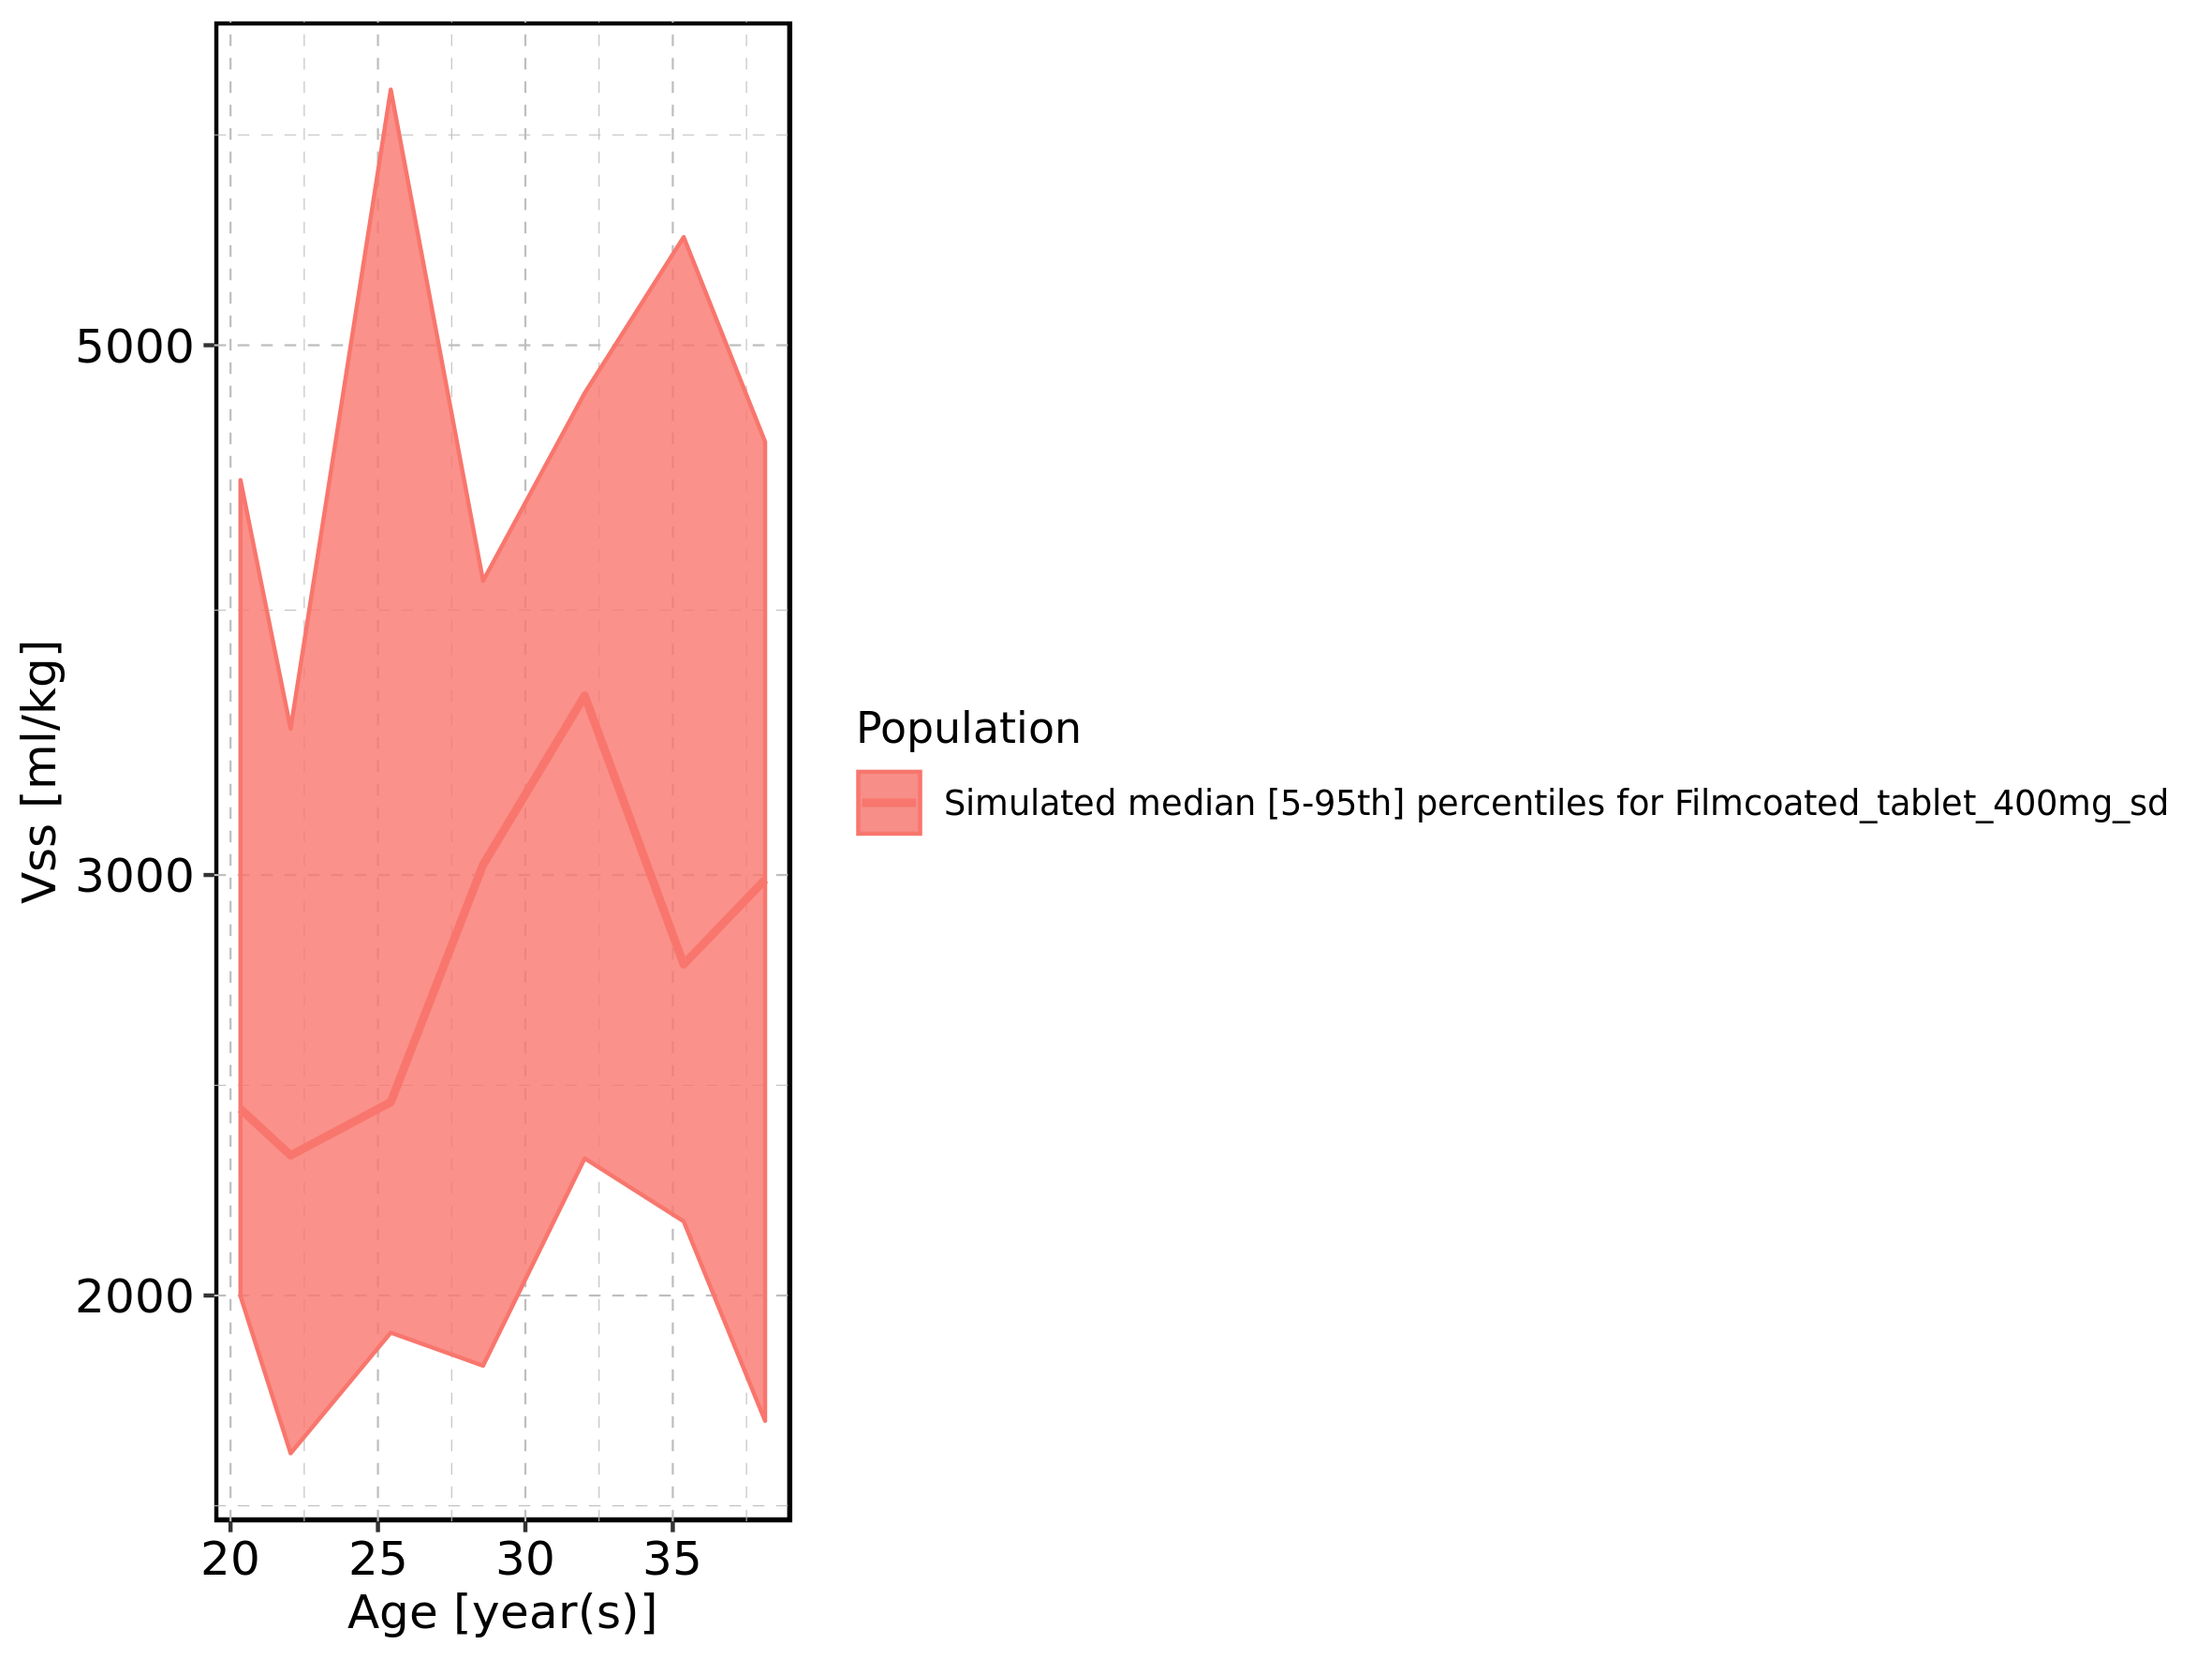 Vss [ml/kg]
5000
3000
2000
20 25 30 35
Age [year(s)]
Population
Simulated median [5-95th] percentiles for Filmcoated_tablet_400mg_sd